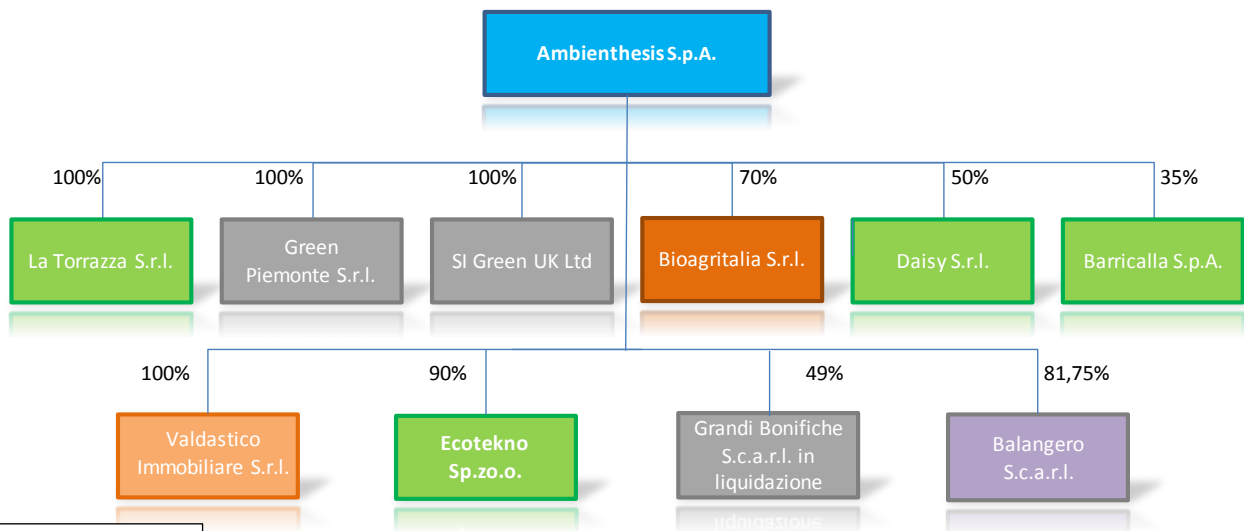 Ambienthesis S.p.A.
100%
100%
100%
70%
50%
35%
La Torrazza S.r.l.
Green
Piemonte S.r.l.
SI Green UK Ltd
Bioagritalia S.r.l.
Daisy S.r.l.
Barricalla S.p.A.
100%
90%
49%
81,75%
Valdastico
Immobiliare S.r.l.
Ecotekno
Sp.zo.o.
Grandi Bonifiche
S.c.a.r.l. in
liquidazione
Balangero
S.c.a.r.l.